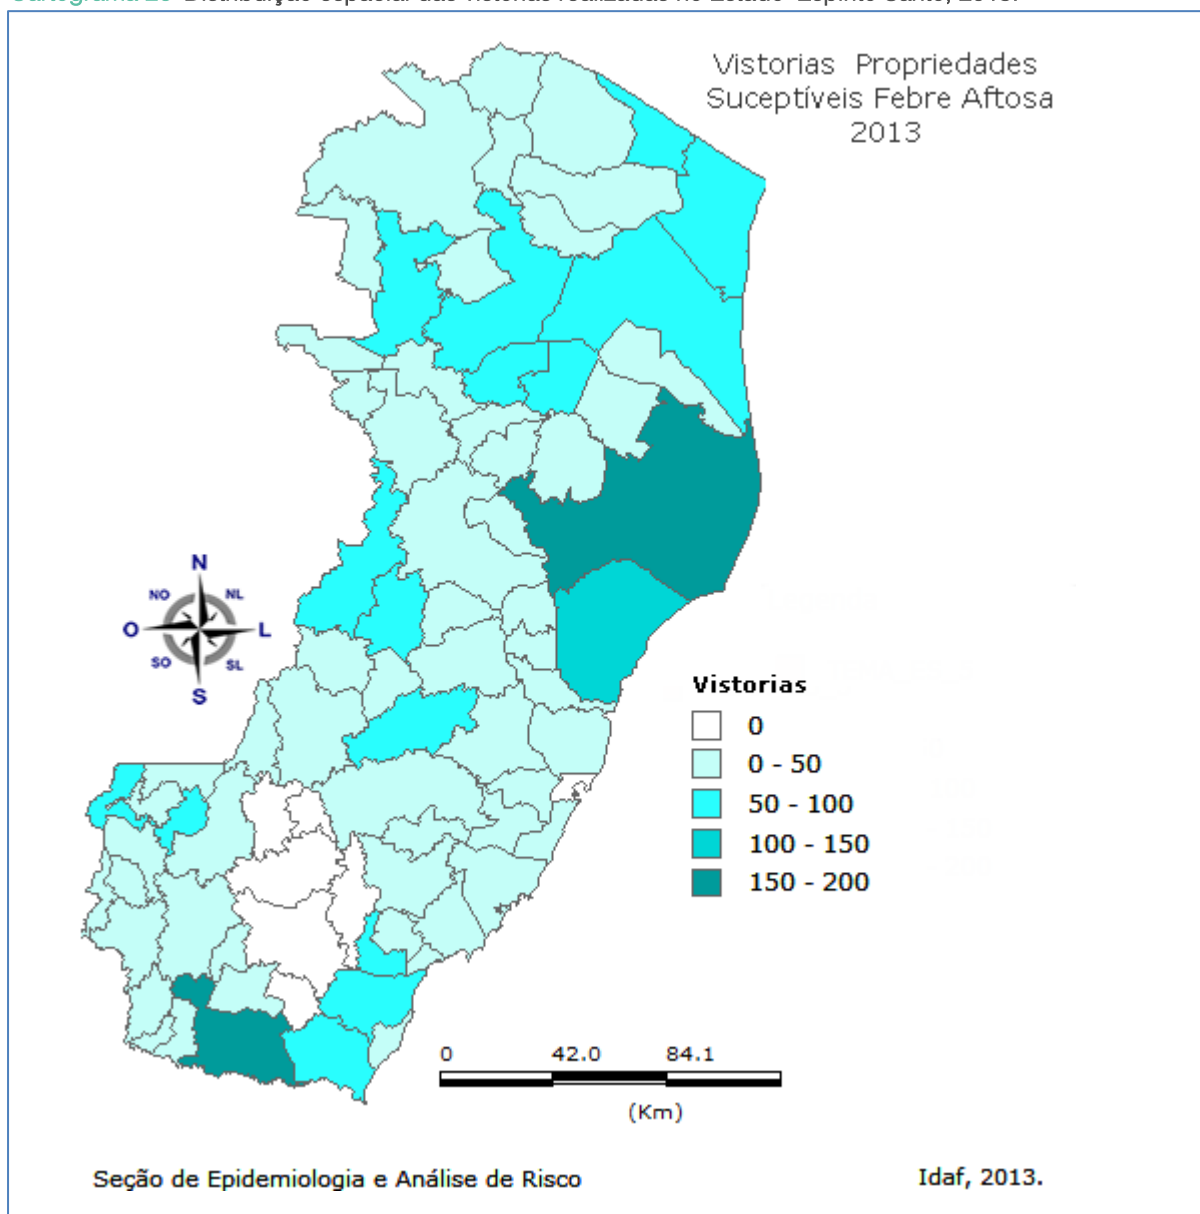 Vistorias Propriedades
Suceptíveis Febre Aftosa
2013
N
NO
NL
O
L
SO
SL
S
Vistorias
0
0 - 50
50 - 100
100 - 150
150 - 200
0 42.0 84.1
(Km)
Seção de Epidemiologia e Análise de Risco
Idaf, 2013.